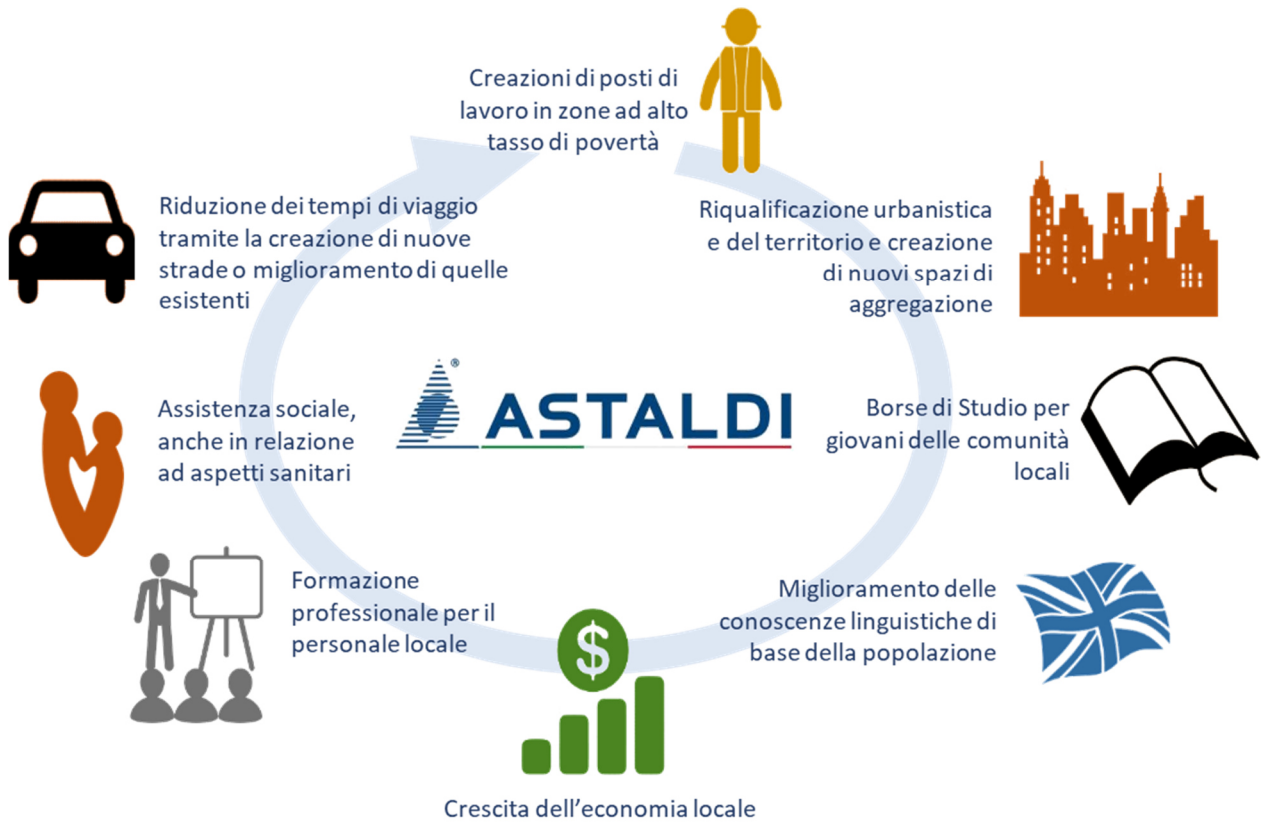 Creazioni di posti di
lavoro in zone ad alto
tasso di povertà
Riqualificazione urbanistica
e del territorio e creazione
di nuovi spazi di
aggregazione
Borse di Studio per
giovani delle comunità
locali
Miglioramento delle
conoscenze linguistiche di
base della popolazione
$
Crescita dell’economia locale
Formazione
professionale per il
personale locale
Assistenza sociale,
anche in relazione
ad aspetti sanitari
Riduzione dei tempi di viaggio
tramite la creazione di nuove
strade o miglioramento di quelle
esistenti
® ASTALDI